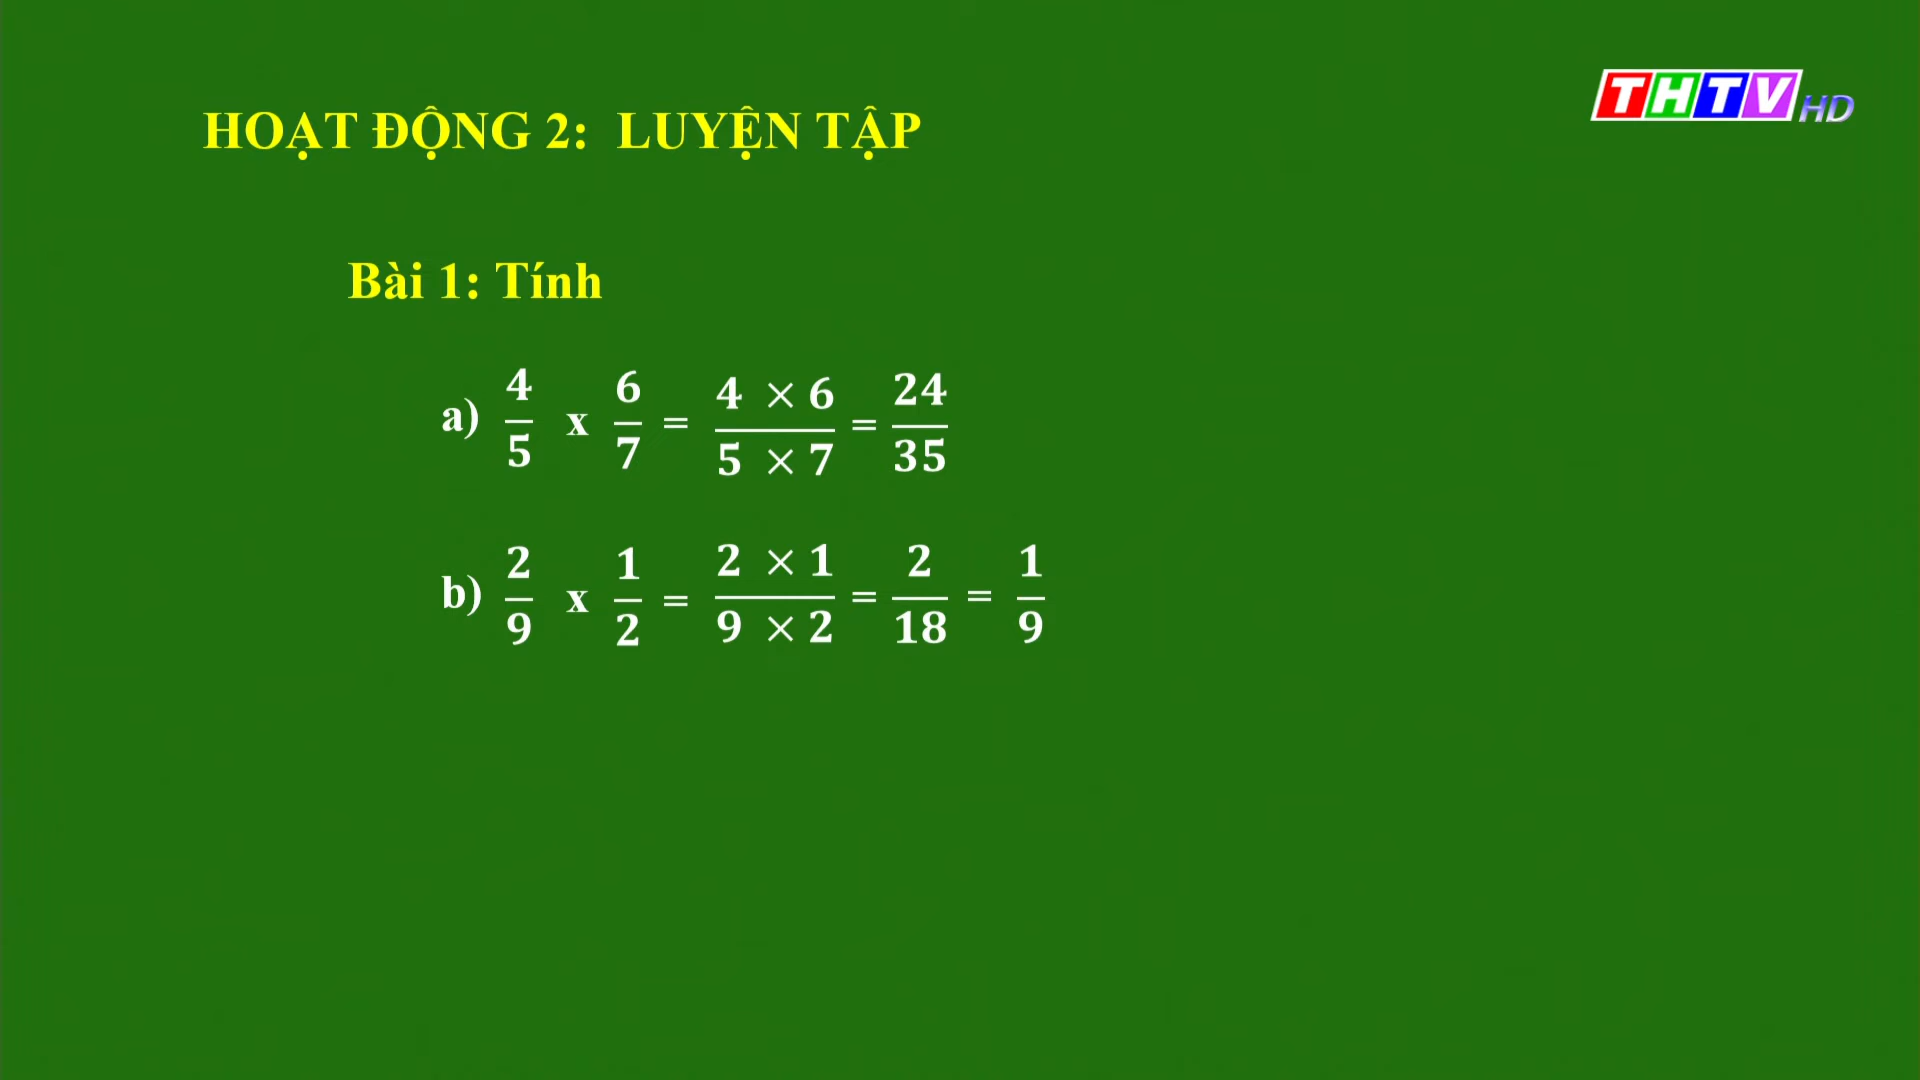 THTV HD
HOẠT ĐỘNG 2: LUYỆN TẬP
Bài 1: Tính
a) 4/5 x 6/7 = (4 × 6)/(5 × 7) = 24/35
b) 2/9 x 1/2 = (2 × 1)/(9 × 2) = 2/18 = 1/9